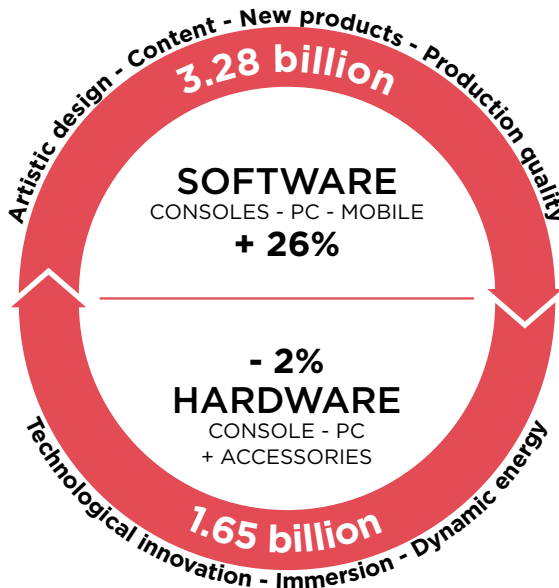 Artistic design - Content - New products - Production quality
3.28 billion
SOFTWARE
CONSOLES - PC - MOBILE
+ 26%
- 2%
HARDWARE
CONSOLE - PC
+ ACCESSORIES
1.65 billion
Technological innovation - Immersion - Dynamic energy